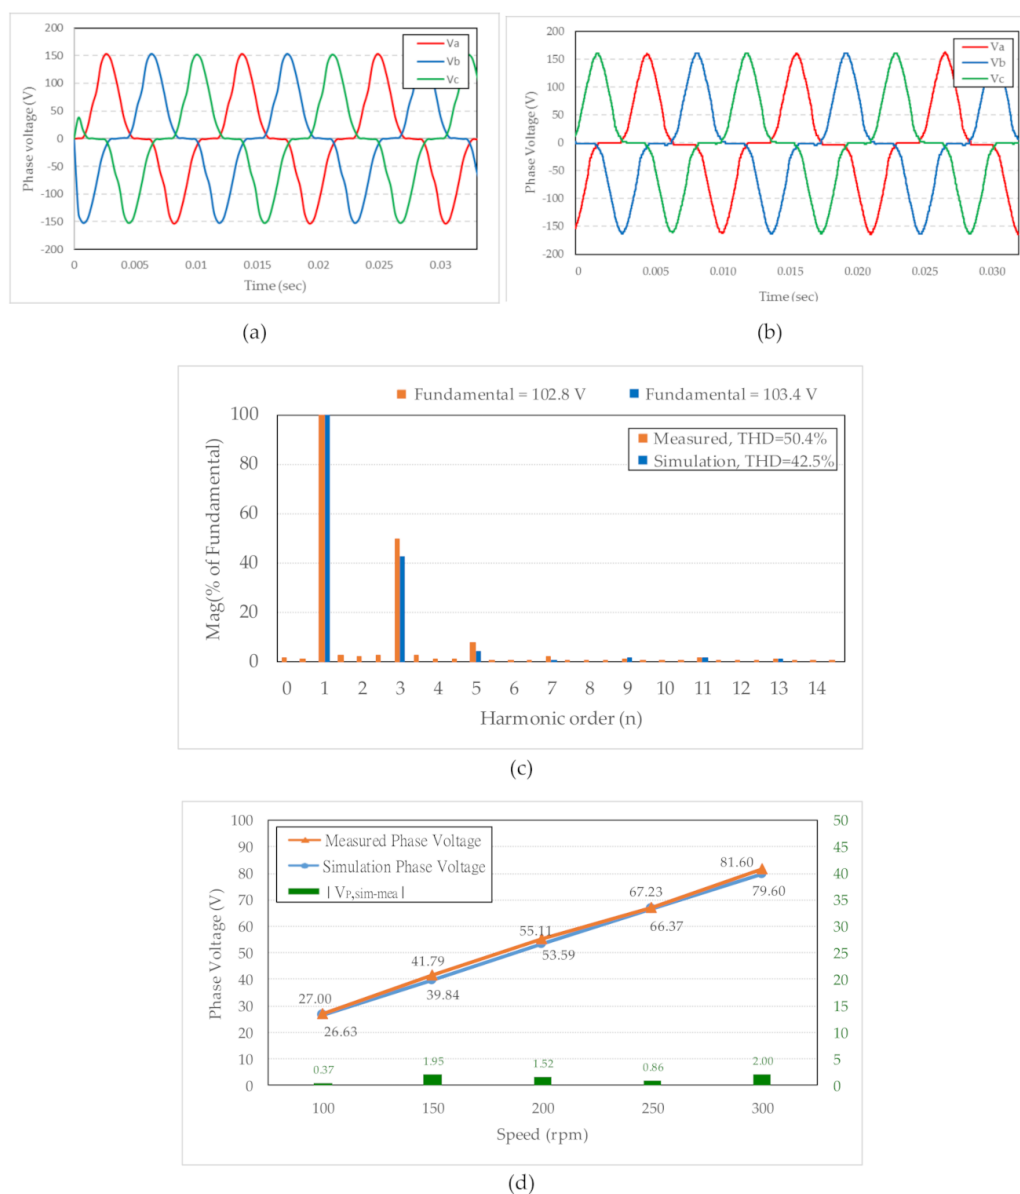 200
150
100
50
0
-50
-100
-150
-200
Phase voltage (V)
Va
Vb
Vc
0 0.005 0.01 0.015 0.02 0.025 0.03
Time (sec)
(a)
200
150
100
50
0
-50
-100
-150
-200
Phase Voltage (V)
Va
Vb
Vc
0 0.005 0.010 0.015 0.020 0.025 0.030
Time (sec)
(b)
Fundamental = 102.8 V Fundamental = 103.4 V
Measured, THD=50.4%
Simulation, THD=42.5%
100
80
60
40
20
0
Mag(% of Fundamental)
0 1 2 3 4 5 6 7 8 9 10 11 12 13 14
Harmonic order (n)
(c)
100
90
80
70
60
50
40
30
20
10
0
Phase Voltage (V)
Measured Phase Voltage
Simulation Phase Voltage
| VP,sim-mea |
27.00
26.63
41.79
39.84
55.11
53.59
67.23
66.37
81.60
79.60
0.37
1.95
1.52
0.86
2.00
50
45
40
35
30
25
20
15
10
5
0
100 150 200 250 300
Speed (rpm)
(d)